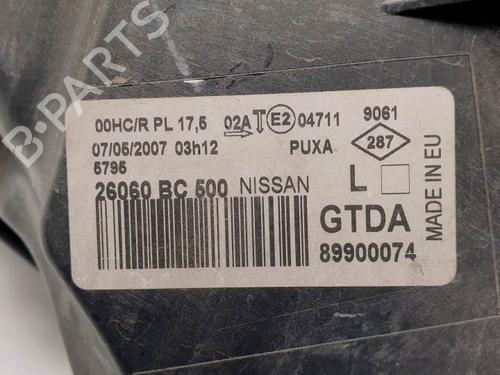 B-PARTS
00HC/R PL 17,5 02A E2 04711 9061
07/05/2007 03h12 PUXA 287
5795
26060 BC 500 NISSAN L
GTDA
89900074
MADE IN EU